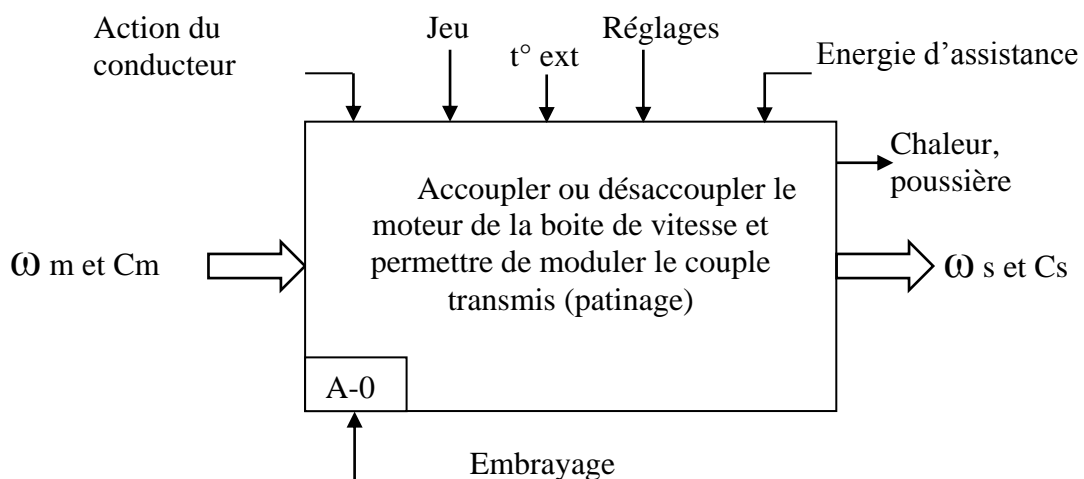 Action du
conducteur
Jeu
t° ext
Réglages
Energie d'assistance
Chaleur,
poussière
Accoupler ou désaccoupler le
moteur de la boite de vitesse et
permettre de moduler le couple
transmis (patinage)
ω m et Cm
ω s et Cs
A-0
Embrayage